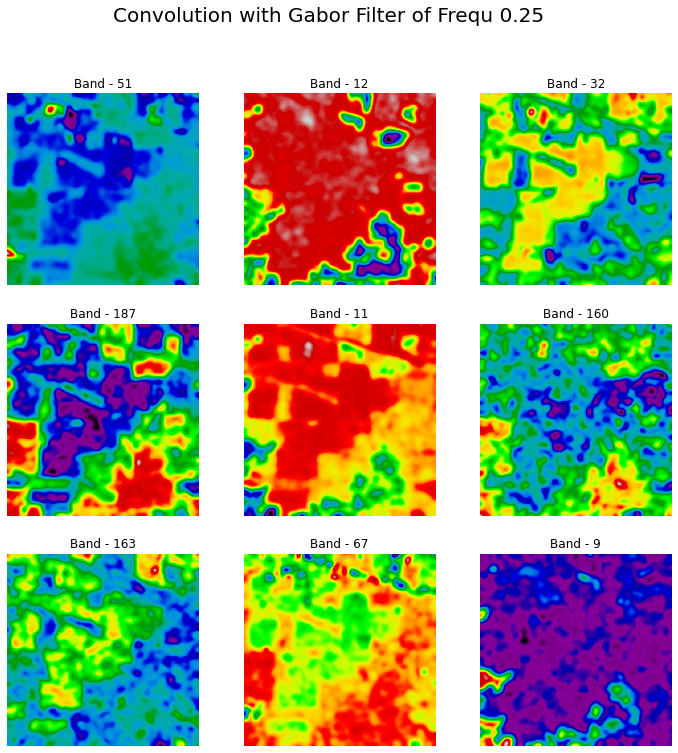 Convolution with Gabor Filter of Frequ 0.25
Band - 51
Band - 12
Band - 32
Band - 187
Band - 11
Band - 160
Band - 163
Band - 67
Band - 9